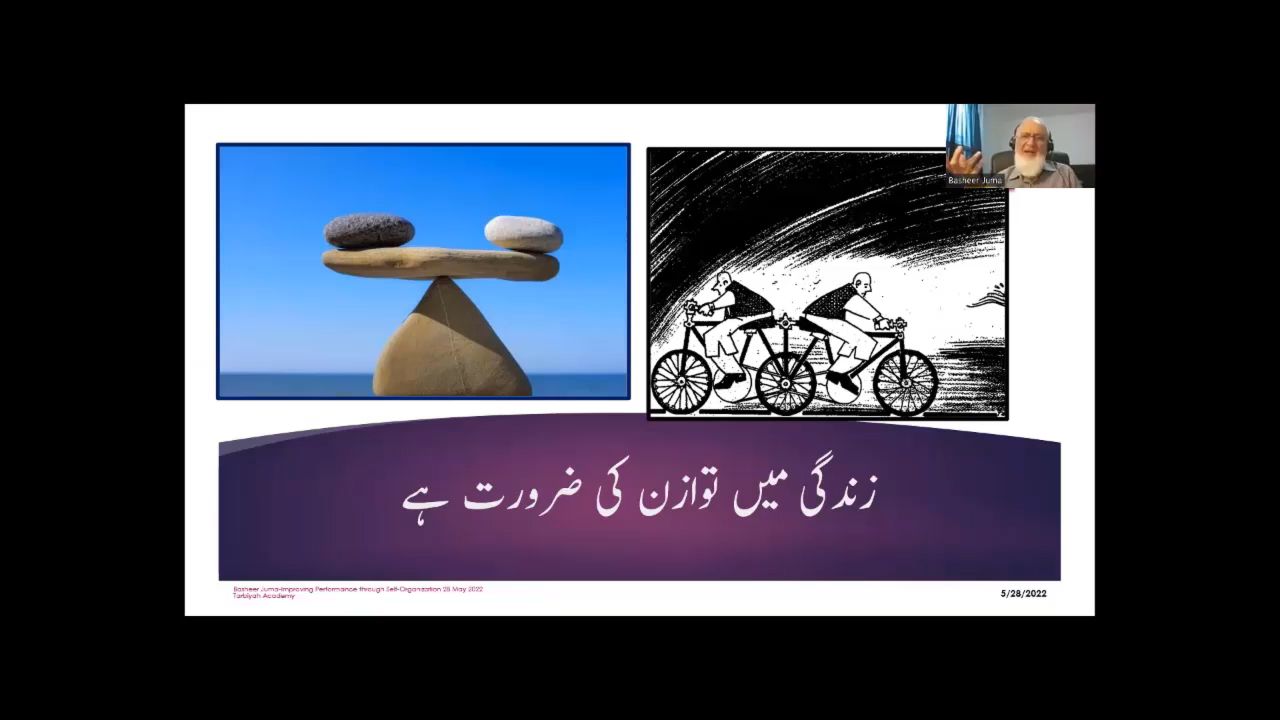 Basheer Juma
زندگی میں توازن کی ضرورت ہے
Basheer Juma-Improving Performance through Self-Organization 28 May 2022
Tarbiyah Academy
5/28/2022